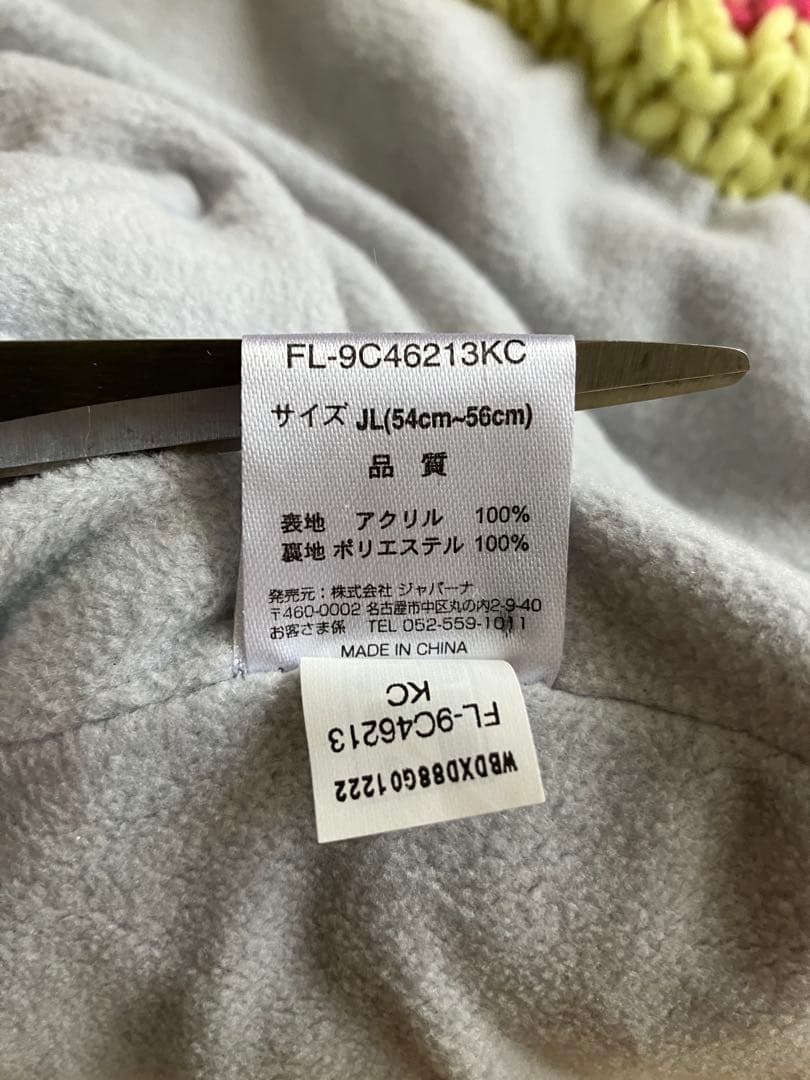 FL-9C46213KC
サイズ JL(54cm~56cm)
品 質
表地 アクリル 100%
裏地 ポリエステル 100%
発売元：株式会社 ジャパーナ
〒460-0002 名古屋市中区丸の内2-9-40
お客さま係 TEL 052-559-1011
MADE IN CHINA
WBDXD88G01222
FL-9C46213
KC